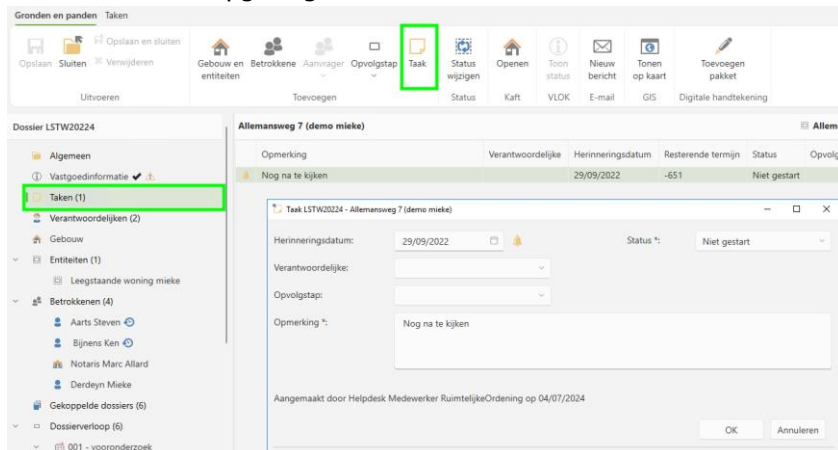 Gronden en panden Taken
Opslaan Sluiten Opslaan en sluiten Verwijderen
Gebouw en entiteiten Betrokkene Aanvrager Opvolgstap Taak Status wijzigen Openen Toon status Nieuw bericht Tonen op kaart Toevoegen pakket
Uitvoeren Toevoegen Status Kaft VLOK E-mail GIS Digitale handtekening
Dossier LSTW20224
Algemeen
Vastgoedinformatie
Taken (1)
Verantwoordelijken (2)
Gebouw
Entiteiten (1)
Leegstaande woning mieke
Betrokkenen (4)
Aarts Steven
Bijnens Ken
Notaris Marc Allard
Derdeyn Mieke
Gekoppelde dossiers (6)
Dossierverloop (6)
001 - vooronderzoek
Allemansweg 7 (demo mieke) Allem
Opmerking Verantwoordelijke Herinneringsdatum Resterende termijn Status Opvolg
Nog na te kijken 29/09/2022 -651 Niet gestart
Taak LSTW20224 - Allemansweg 7 (demo mieke)
Herinneringsdatum: 29/09/2022 Status *: Niet gestart
Verantwoordelijke:
Opvolgstap:
Opmerking *: Nog na te kijken
Aangemaakt door Helpdesk Medewerker RuimtelijkeOrdening op 04/07/2024
OK Annuleren